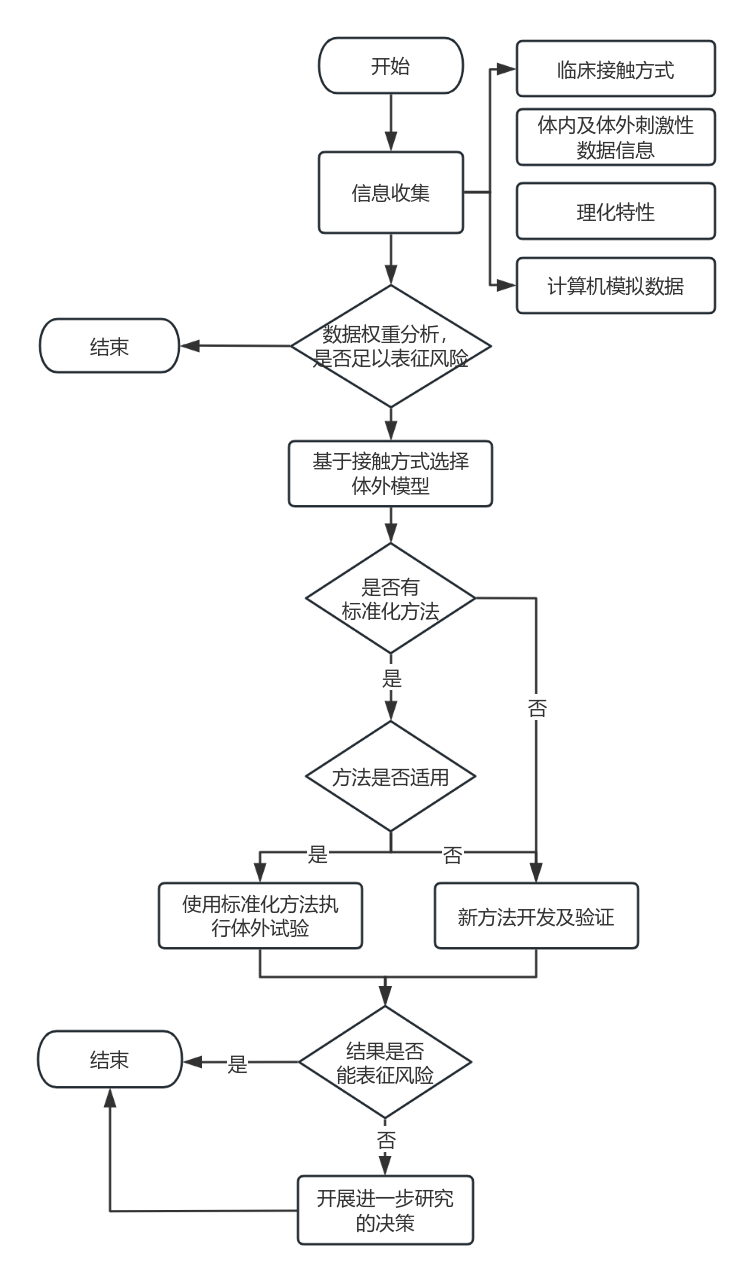 开始
临床接触方式
体内及体外刺激性
数据信息
信息收集
理化特性
计算机模拟数据
数据权重分析,
是否足以表征风险
结束
基于接触方式选择
体外模型
是否有
标准化方法
是
否
方法是否适用
是
否
使用标准化方法执
行体外试验
新方法开发及验证
结果是否
能表征风险
是
结束
否
开展进一步研究
的决策